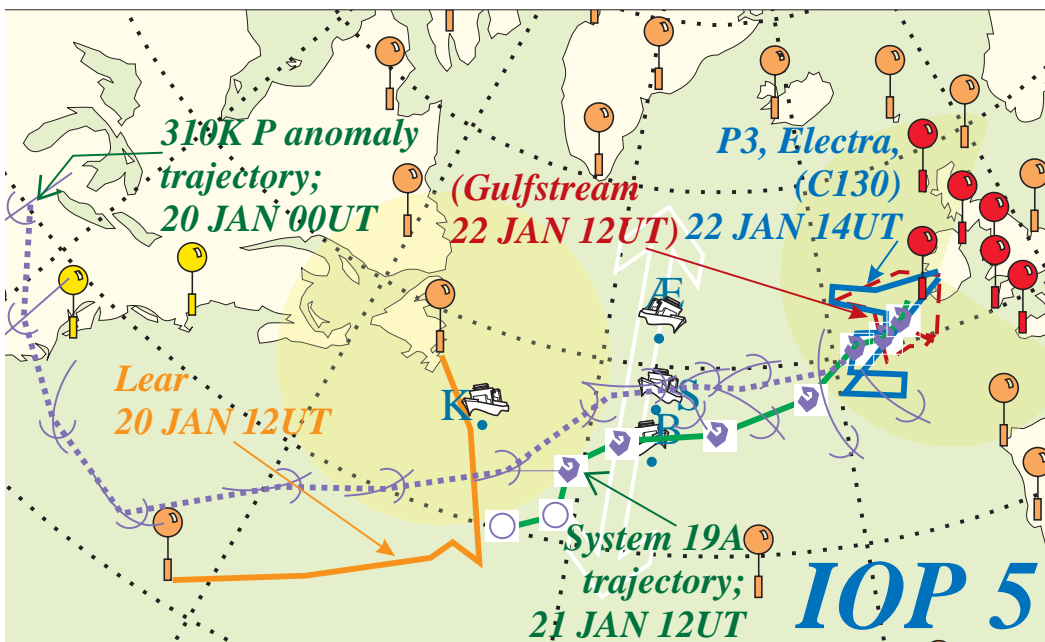 310K P anomaly
trajectory;
20 JAN 00UT
P3, Electra,
(C130)
22 JAN 14UT
(Gulfstream
22 JAN 12UT)
Æ
Lear
20 JAN 12UT
K
S
B
System 19A
trajectory;
21 JAN 12UT
IOP 5